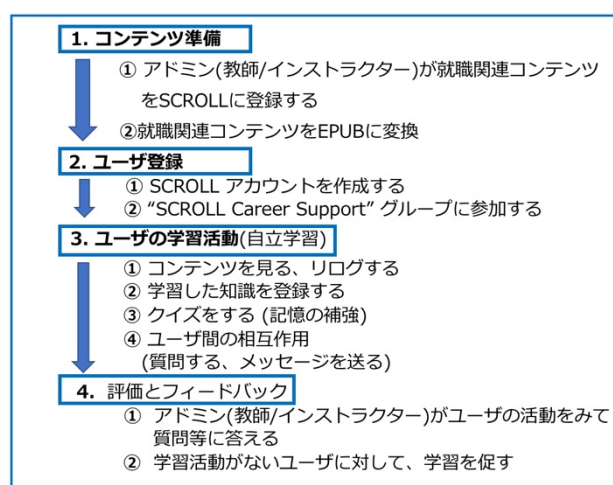 1. コンテンツ準備
① アドミン(教師/インストラクター)が就職関連コンテンツ
をSCROLLに登録する
②就職関連コンテンツをEPUBに変換
2. ユーザ登録
① SCROLL アカウントを作成する
② “SCROLL Career Support” グループに参加する
3. ユーザの学習活動(自立学習)
① コンテンツを見る、リログする
② 学習した知識を登録する
③ クイズをする (記憶の補強)
④ ユーザ間の相互作用
(質問する、メッセージを送る)
4. 評価とフィードバック
① アドミン(教師/インストラクター)がユーザの活動をみて
質問等に答える
② 学習活動がないユーザに対して、学習を促す